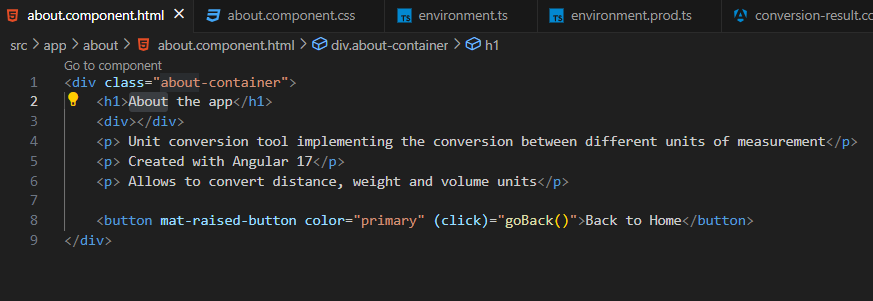 about.component.html about.component.css environment.ts environment.prod.ts conversion-result.co
src > app > about > about.component.html > div.about-container > h1
Go to component
1 <div class="about-container">
2 <h1>About the app</h1>
3 <div></div>
4 <p> Unit conversion tool implementing the conversion between different units of measurement</p>
5 <p> Created with Angular 17</p>
6 <p> Allows to convert distance, weight and volume units</p>
7
8 <button mat-raised-button color="primary" (click)="goBack()">Back to Home</button>
9 </div>